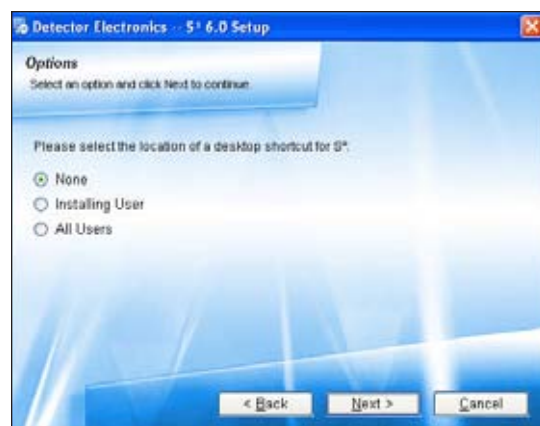 Detector Electronics -- S³ 6.0 Setup
Options
Select an option and click Next to continue.
Please select the location of a desktop shortcut for S³.
None
Installing User
All Users
< Back
Next >
Cancel